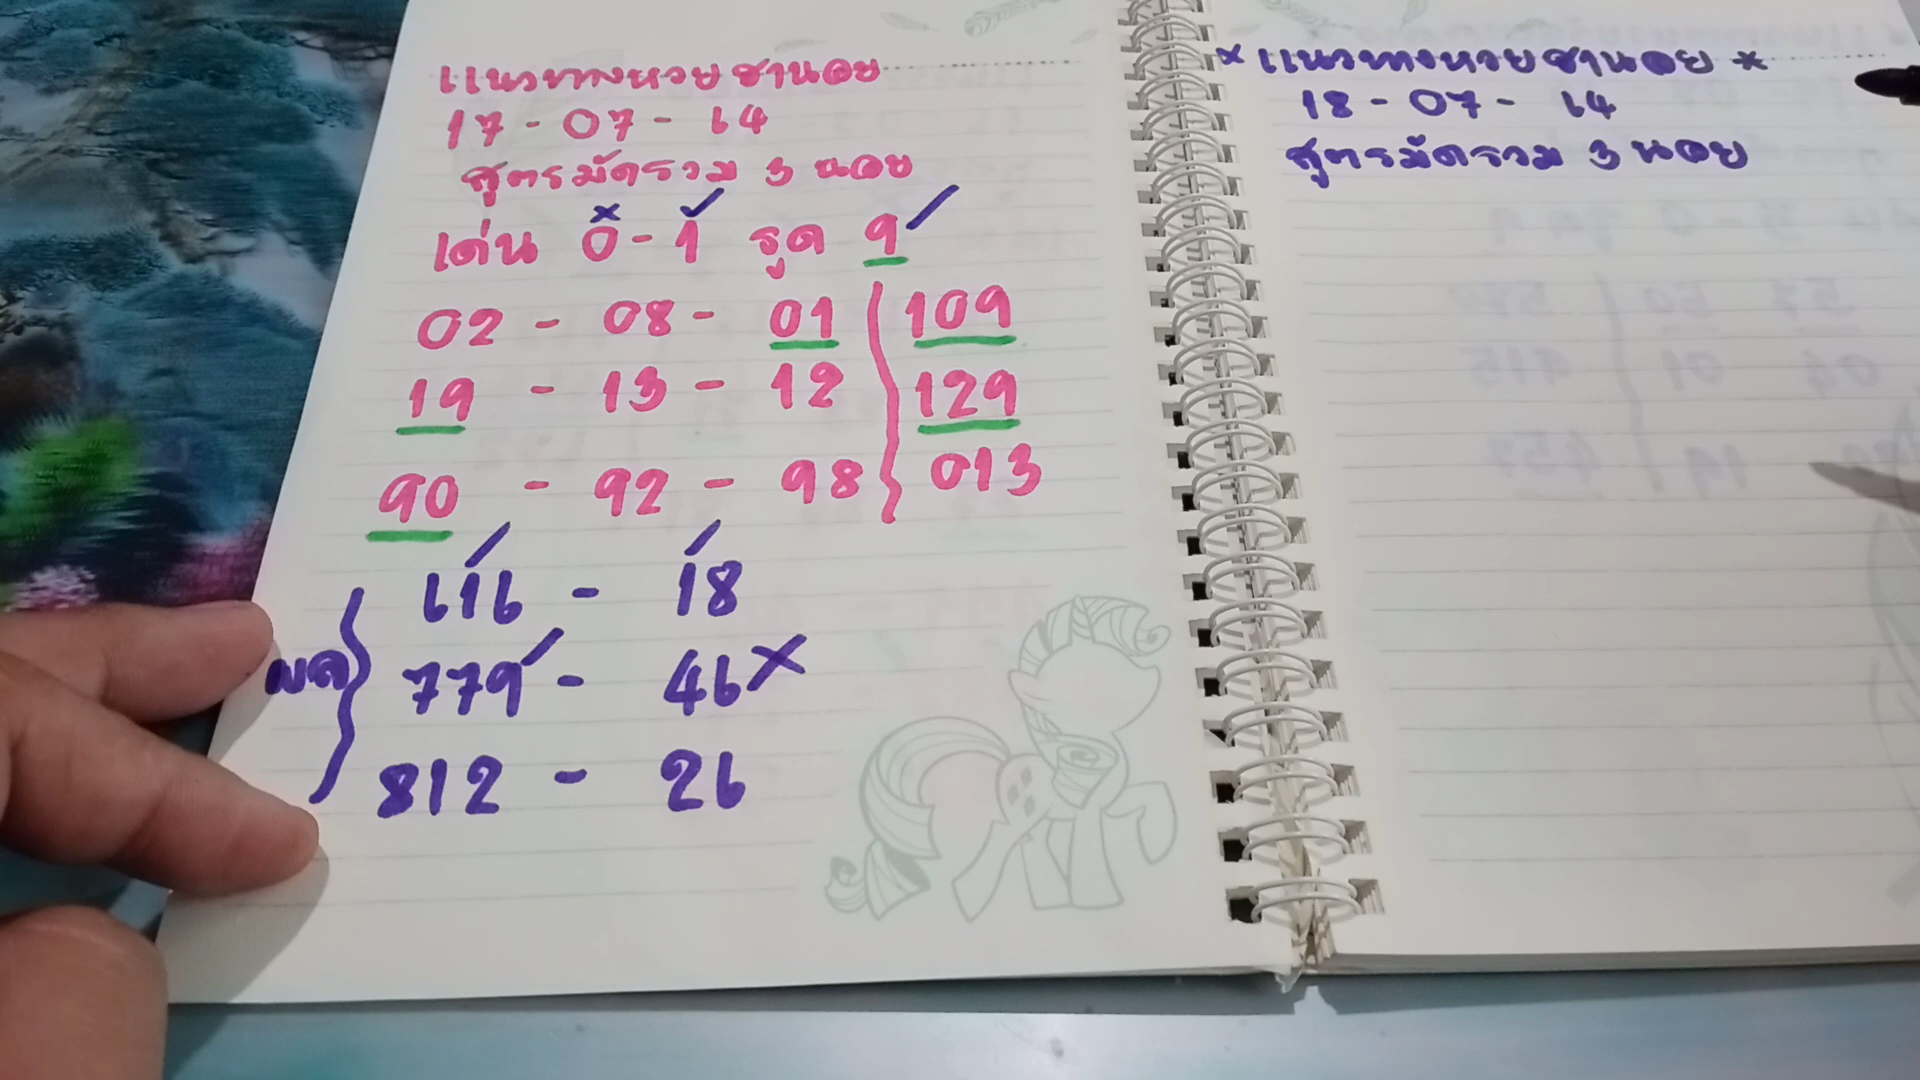 แนวทางหวยฮานอย
17-07-64
สูตรมัดรวม 3 นอย
เด่น 0-1 รูด 9
02 - 08 - 01 109
19 - 13 - 12 129
90 - 92 - 98 013
616 - 18
ผล 779 - 46 x
812 - 26
* แนวทางหวยฮานอย *
18-07-64
สูตรมัดรวม 3 นอย